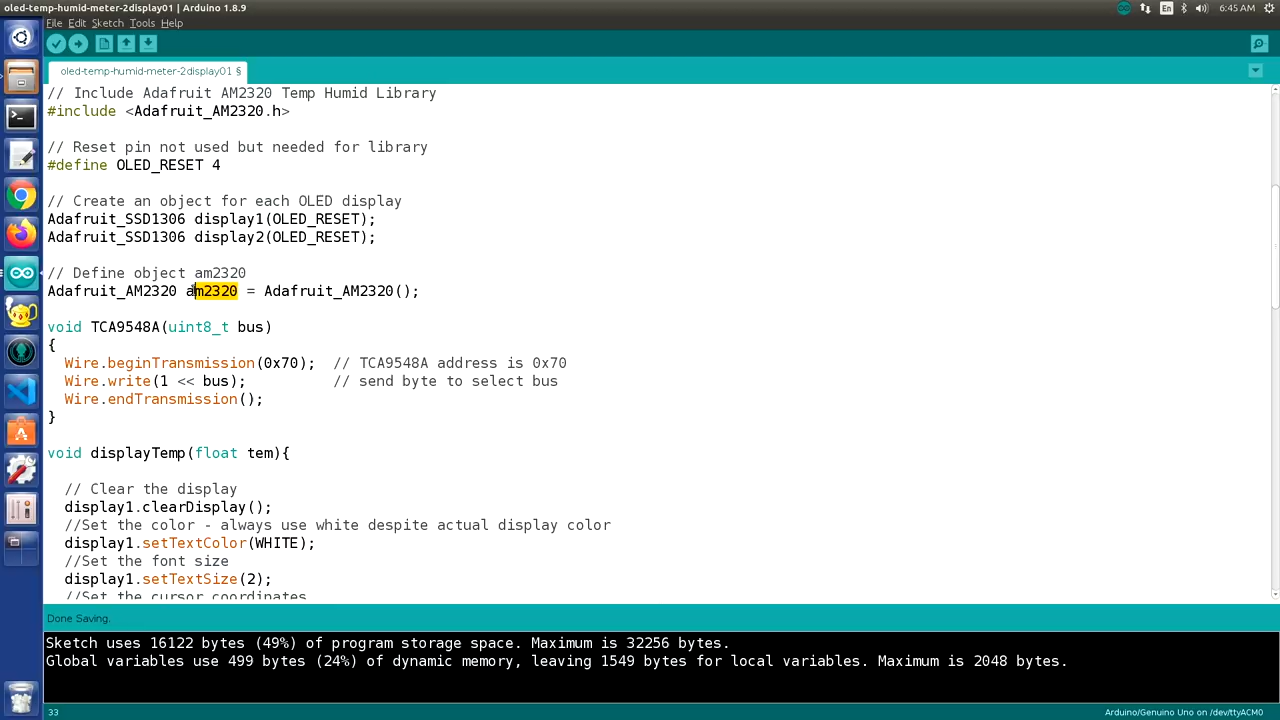 oled-temp-humid-meter-2display01 | Arduino 1.8.9
En
6:45 AM
File Edit Sketch Tools Help
oled-temp-humid-meter-2display01 §
// Include Adafruit AM2320 Temp Humid Library
#include <Adafruit_AM2320.h>
// Reset pin not used but needed for library
#define OLED_RESET 4
// Create an object for each OLED display
Adafruit_SSD1306 display1(OLED_RESET);
Adafruit_SSD1306 display2(OLED_RESET);
// Define object am2320
Adafruit_AM2320 am2320 = Adafruit_AM2320();
void TCA9548A(uint8_t bus)
{
Wire.beginTransmission(0x70);  // TCA9548A address is 0x70
Wire.write(1 << bus);          // send byte to select bus
Wire.endTransmission();
}
void displayTemp(float tem){
// Clear the display
display1.clearDisplay();
//Set the color - always use white despite actual display color
display1.setTextColor(WHITE);
//Set the font size
display1.setTextSize(2);
//Set the cursor coordinates
Done Saving.
Sketch uses 16122 bytes (49%) of program storage space. Maximum is 32256 bytes.
Global variables use 499 bytes (24%) of dynamic memory, leaving 1549 bytes for local variables. Maximum is 2048 bytes.
33
Arduino/Genuino Uno on /dev/ttyACM0